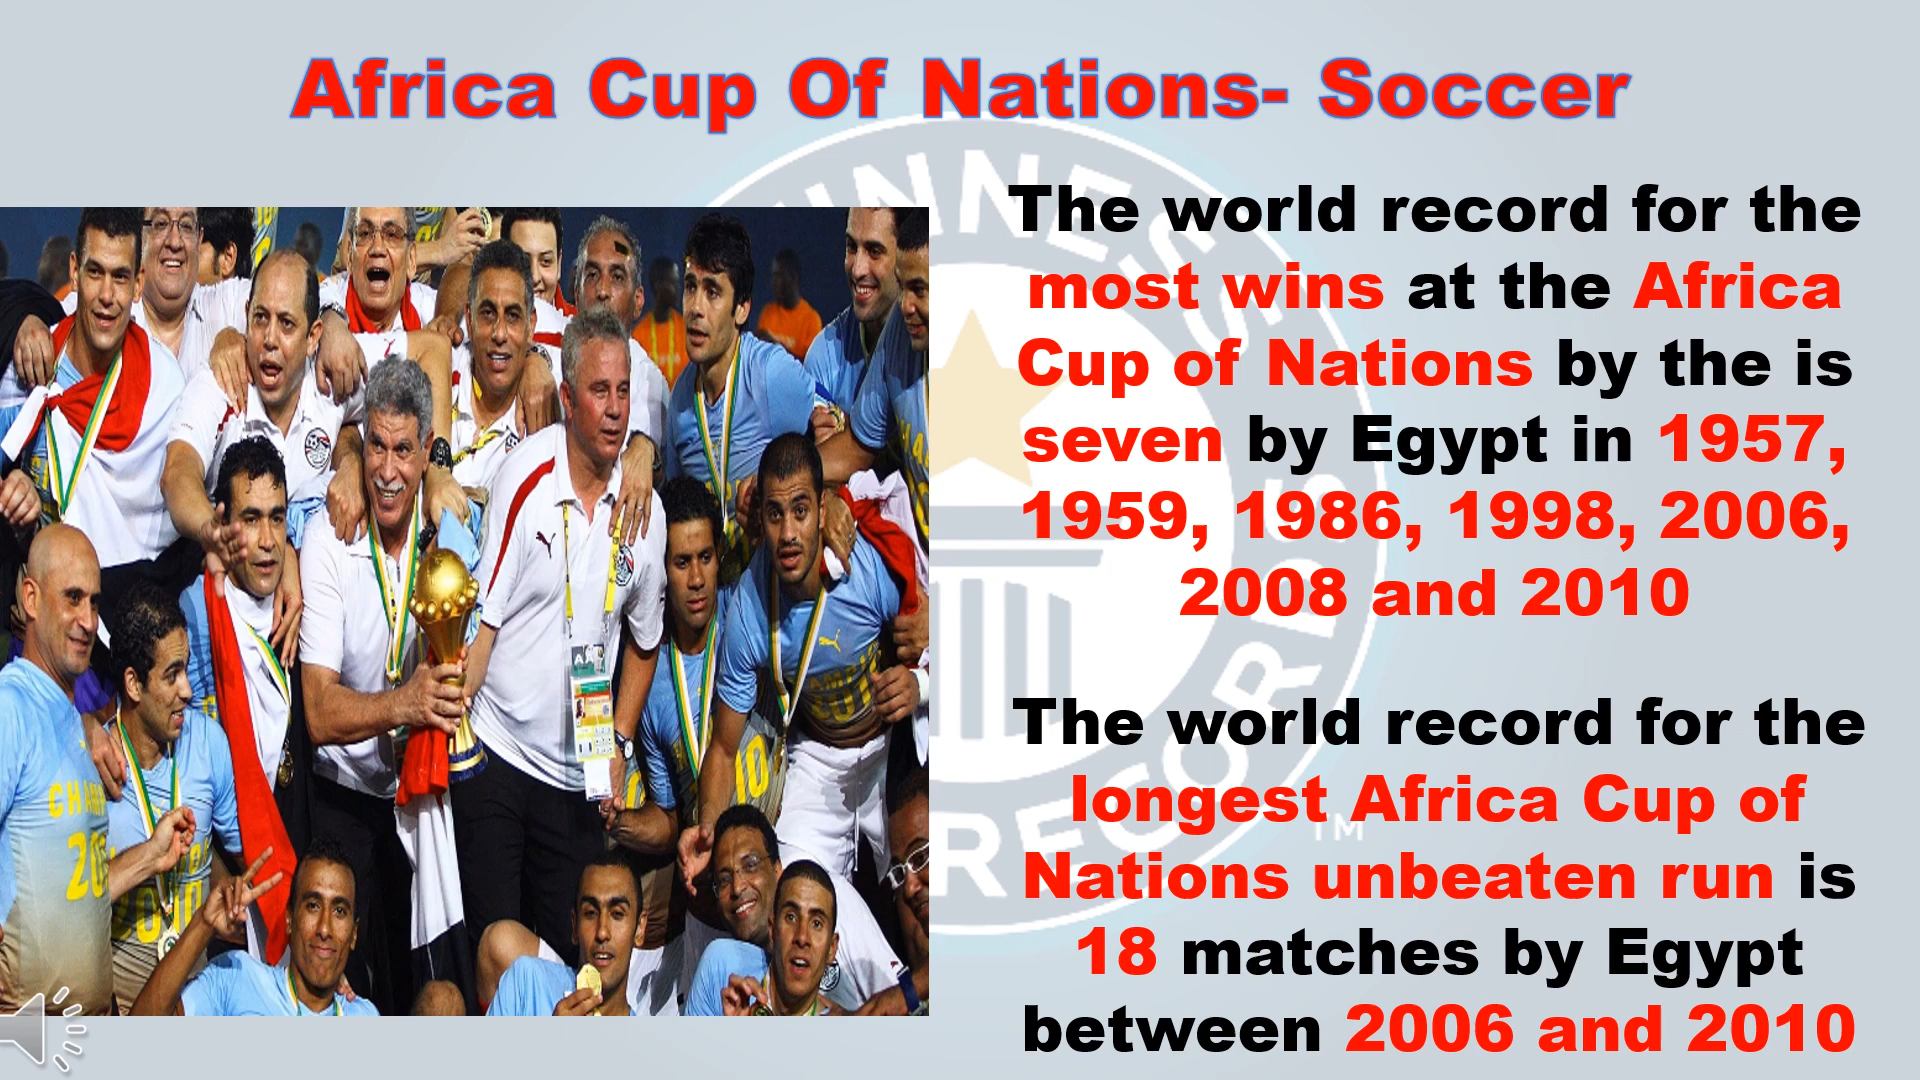 Africa Cup Of Nations- Soccer
The world record for the
most wins at the Africa
Cup of Nations by the is
seven by Egypt in 1957,
1959, 1986, 1998, 2006,
2008 and 2010
The world record for the
longest Africa Cup of
Nations unbeaten run is
18 matches by Egypt
between 2006 and 2010
RECORDS
TM